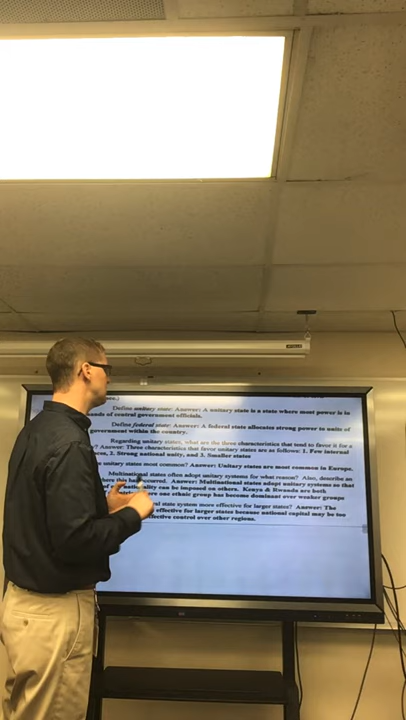 Define unitary state: Answer: A unitary state is a state where most power is in
hands of central government officials.
Define federal state: Answer: A federal state allocates strong power to units of
government within the country.
Regarding unitary states, what are the three characteristics that tend to favor it for a
? Answer: Three characteristics that favor unitary states are as follows: 1. Few internal
2. Strong national unity, and 3. Smaller states
unitary states most common? Answer: Unitary states are most common in Europe.
Multinational states often adopt unitary systems for what reason? Also, describe an
where this has occurred. Answer: Multinational states adopt unitary systems so that
of nationality can be imposed on others. Kenya & Rwanda are both
where one ethnic group has become dominant over weaker groups
state system more effective for larger states? Answer: The
effective for larger states because national capital may be too
effective control over other regions.